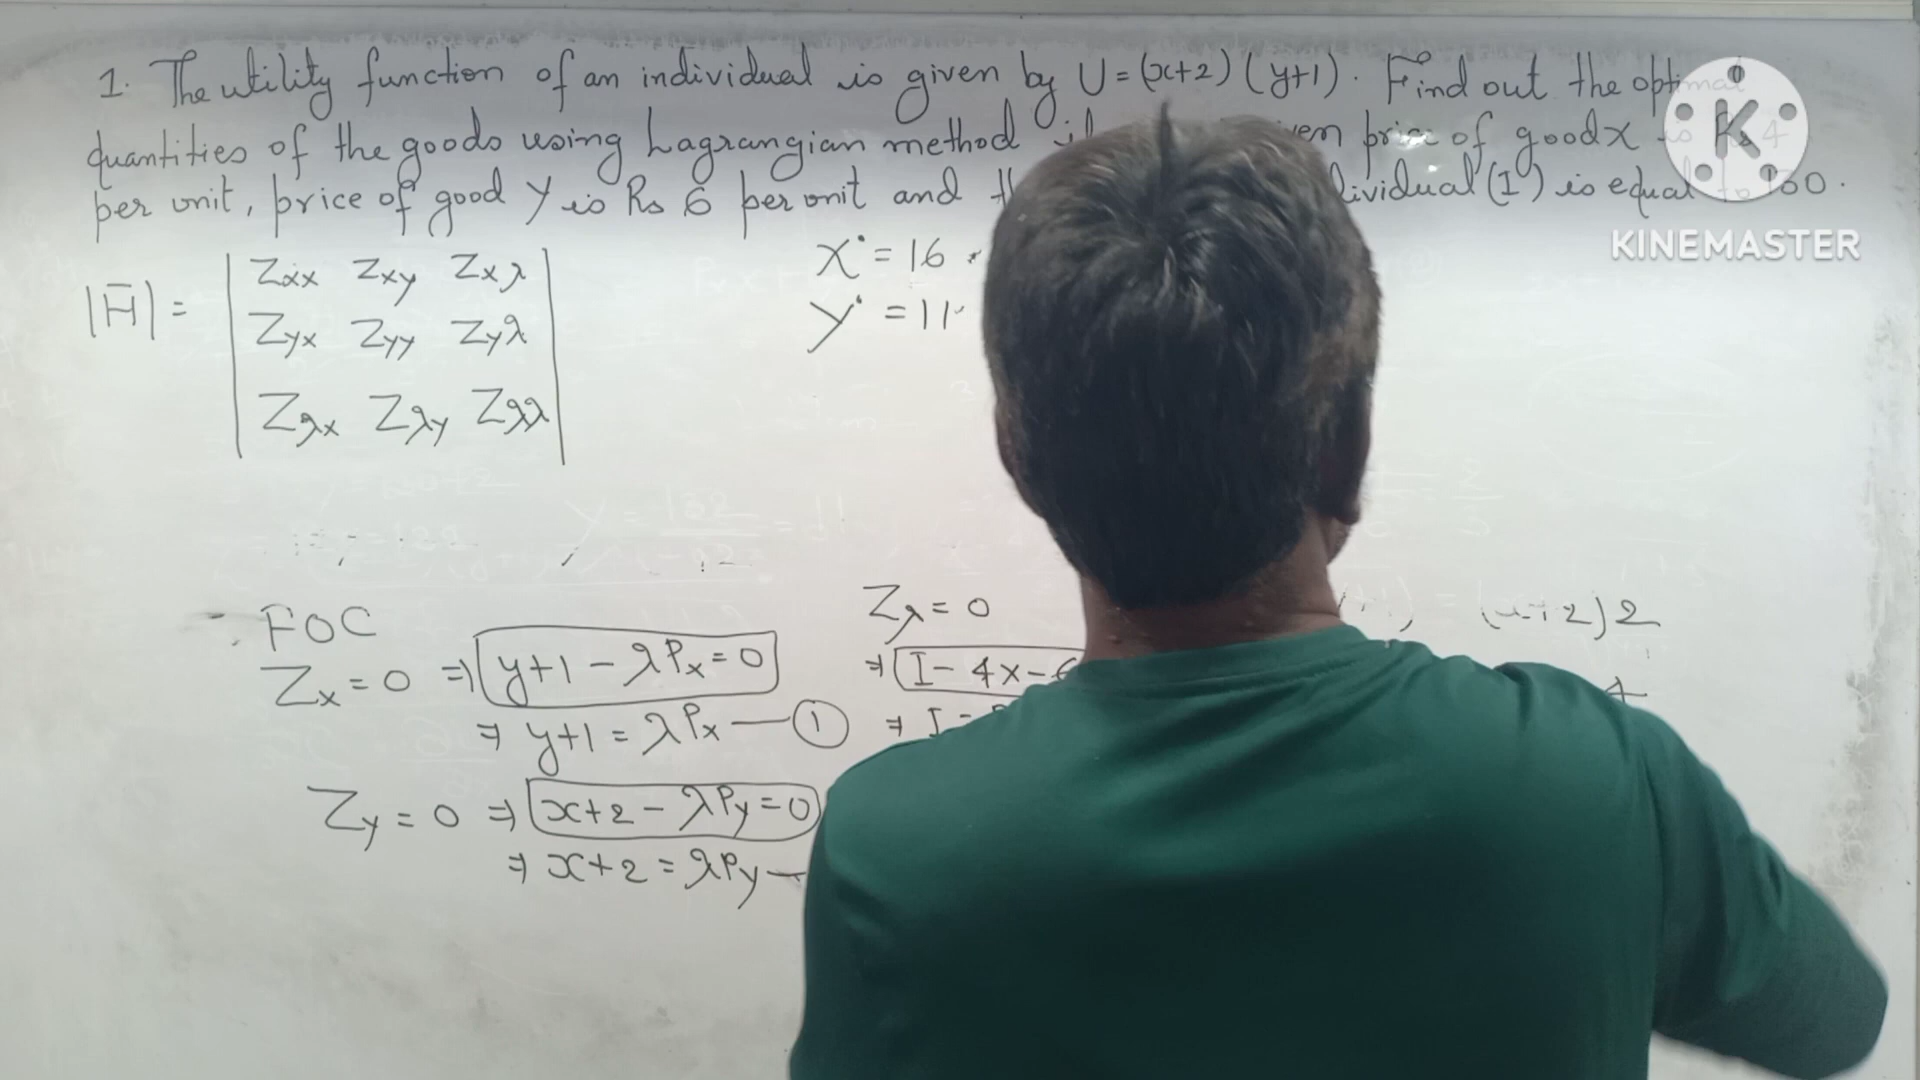 1. The utility function of an individual is given by U = (x+2) (y+1). Find out the optimal
quantities of the goods using Lagrangian method price of good x is Rs 4
per unit, price of good Y is Rs 6 per unit and (I) is equal to
|H̄| = Zxx Zxy Zxλ
Zyx Zyy Zyλ
Zλx Zλy Zλλ
X* = 16
Y* = 11
FOC
Zx = 0 ⇒ y+1 - λPx = 0
⇒ y+1 = λPx — ①
Zy = 0 ⇒ x+2 - λPy = 0
⇒ x+2 = λPy —
Zλ = 0
⇒ I - 4x - 6
⇒ I -
= (x+2)2
4
K
KINEMASTER